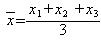 x̅ = (x₁ + x₂ + x₃) / 3